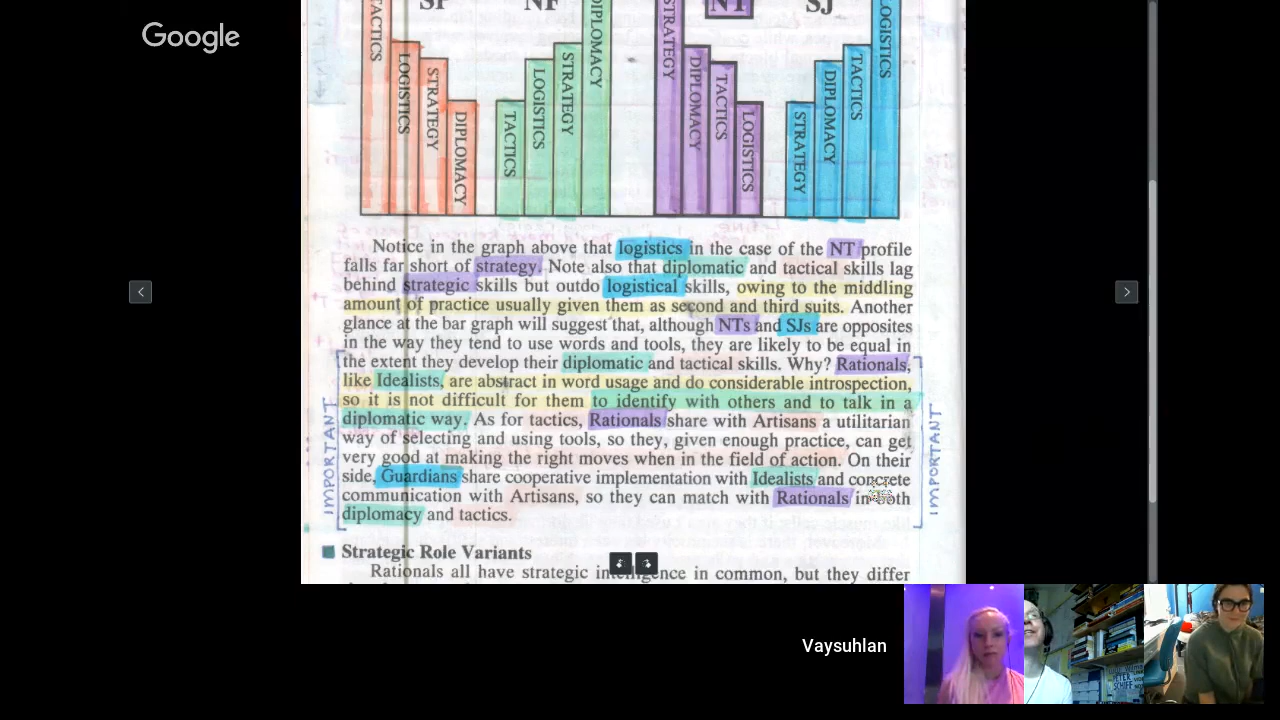 Google
SP NF NT SJ
TACTICS
LOGISTICS
STRATEGY
DIPLOMACY
TACTICS
LOGISTICS
STRATEGY
DIPLOMACY
STRATEGY
DIPLOMACY
TACTICS
LOGISTICS
STRATEGY
DIPLOMACY
TACTICS
LOGISTICS
Notice in the graph above that logistics in the case of the NT profile
falls far short of strategy. Note also that diplomatic and tactical skills lag
behind strategic skills but outdo logistical skills, owing to the middling
amount of practice usually given them as second and third suits. Another
glance at the bar graph will suggest that, although NTs and SJs are opposites
in the way they tend to use words and tools, they are likely to be equal in
the extent they develop their diplomatic and tactical skills. Why? Rationals,
like Idealists, are abstract in word usage and do considerable introspection,
so it is not difficult for them to identify with others and to talk in a
diplomatic way. As for tactics, Rationals share with Artisans a utilitarian
way of selecting and using tools, so they, given enough practice, can get
very good at making the right moves when in the field of action. On their
side, Guardians share cooperative implementation with Idealists and concrete
communication with Artisans, so they can match with Rationals in both
diplomacy and tactics.
IMPORTANT
IMPORTANT
Strategic Role Variants
Rationals all have strategic intelligence in common, but they differ
Vaysuhlan